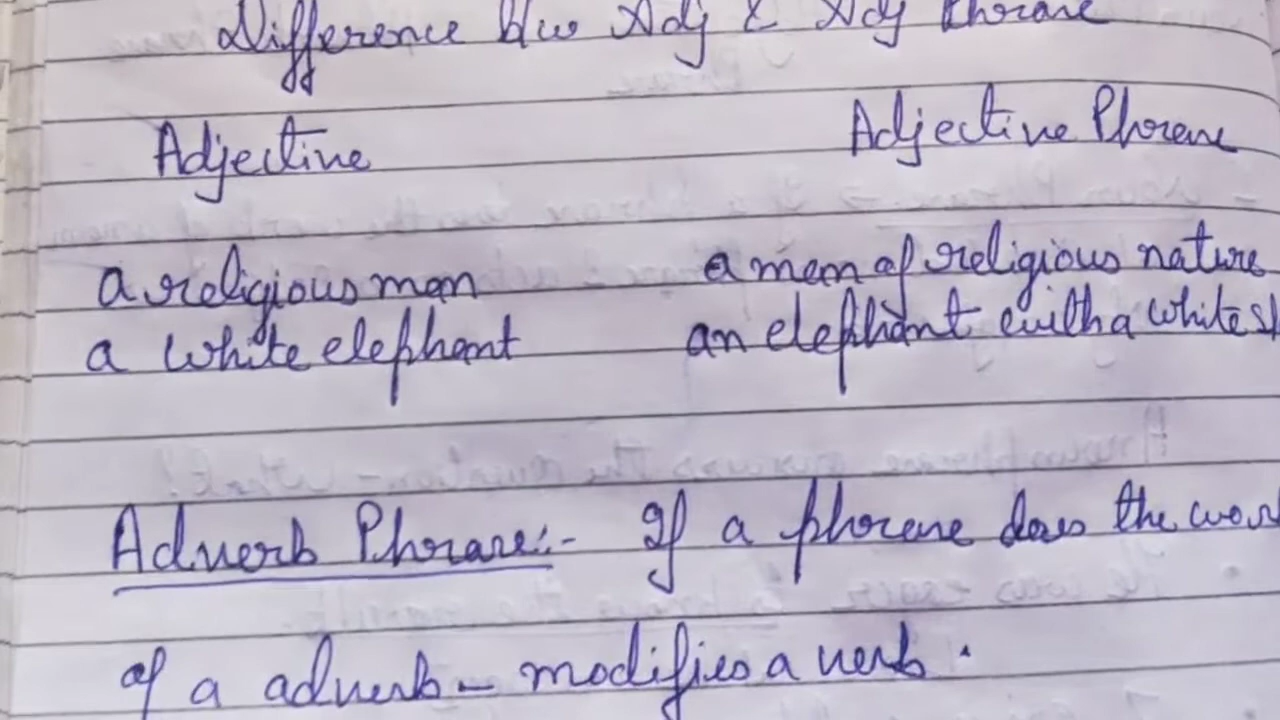 Difference b/w Adj & Adj Phrase
Adjective Adjective Phrase
a religious man a man of religious nature
a white elephant an elephant with a white
Adverb Phrase:- If a phrase does the
of a adverb - modifies a verb.